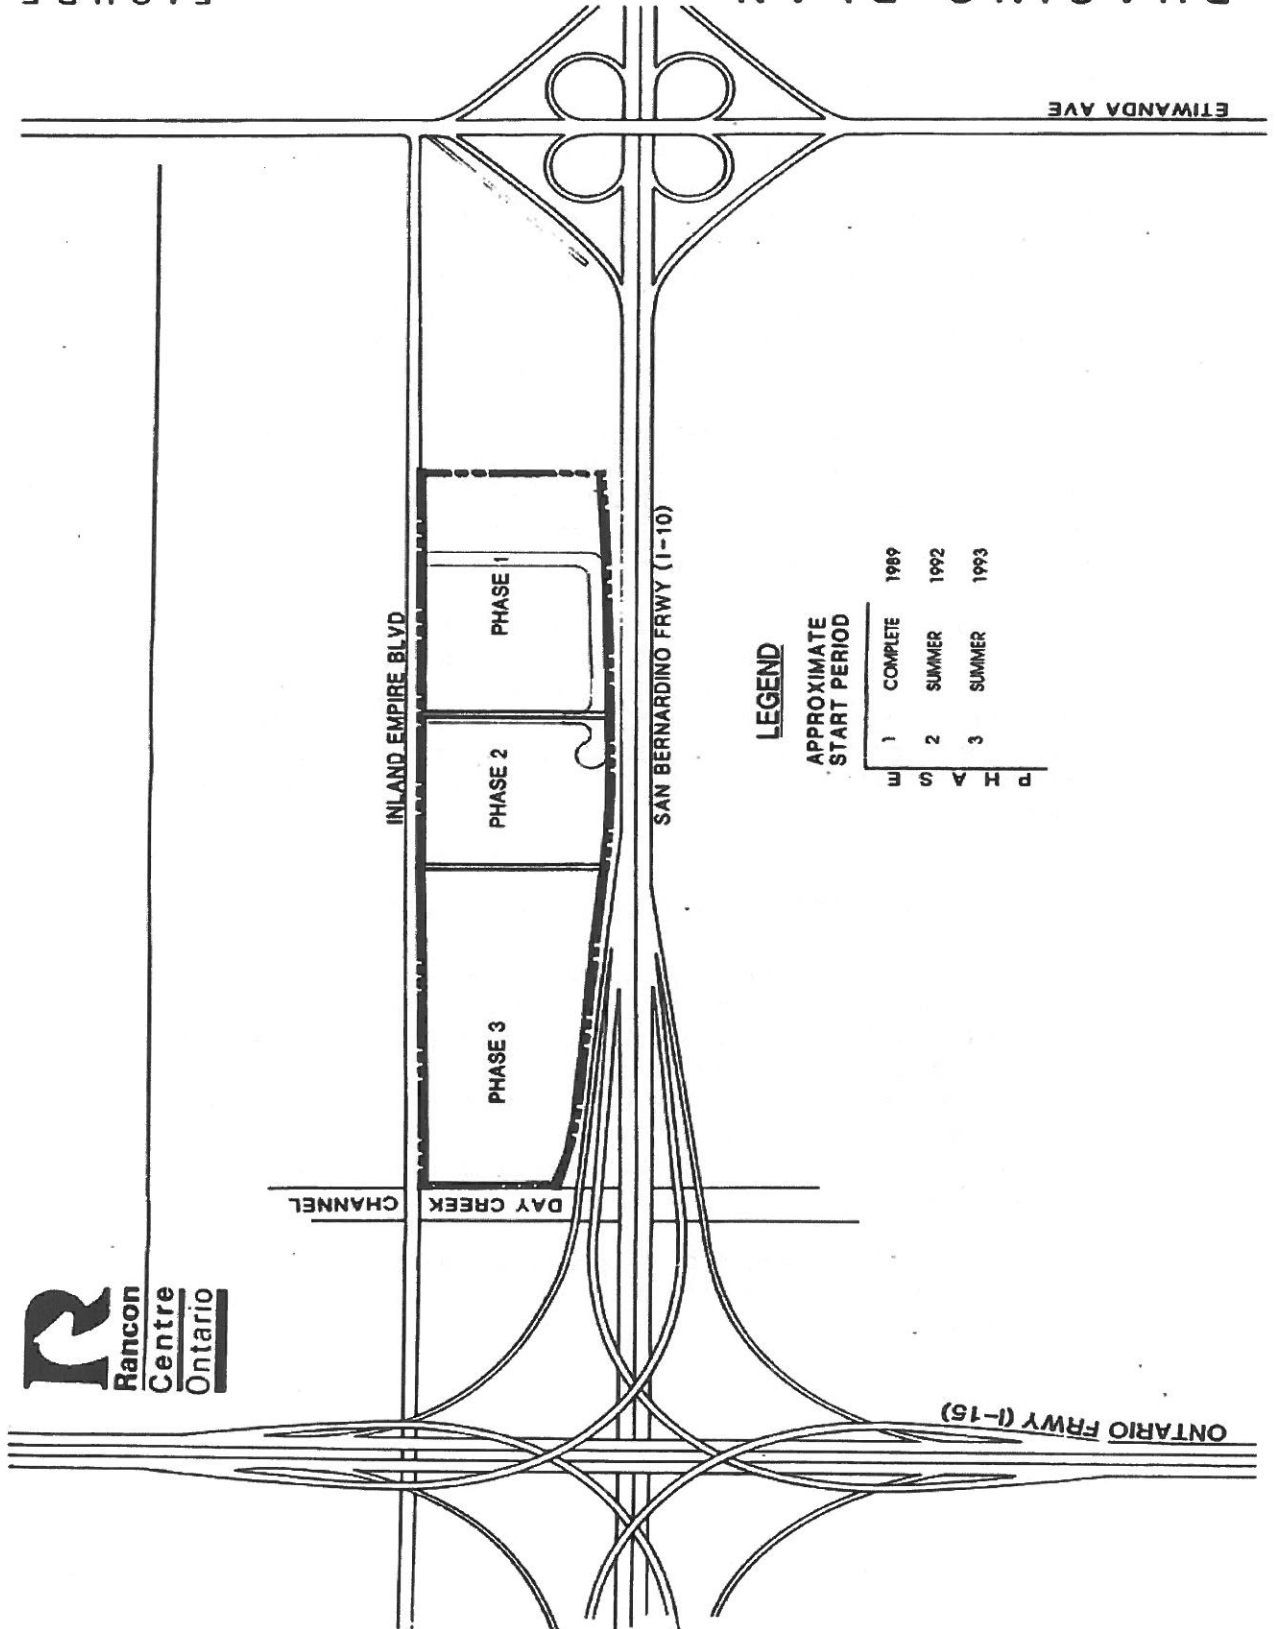 Rancon
Centre
Ontario
INLAND EMPIRE BLVD
PHASE 3
PHASE 2
PHASE 1
SAN BERNARDINO FRWY (I-10)
DAY CREEK CHANNEL
ONTARIO FRWY (I-15)
ETIWANDA AVE
LEGEND
APPROXIMATE
START PERIOD
PHASE
1 COMPLETE 1989
2 SUMMER 1992
3 SUMMER 1993